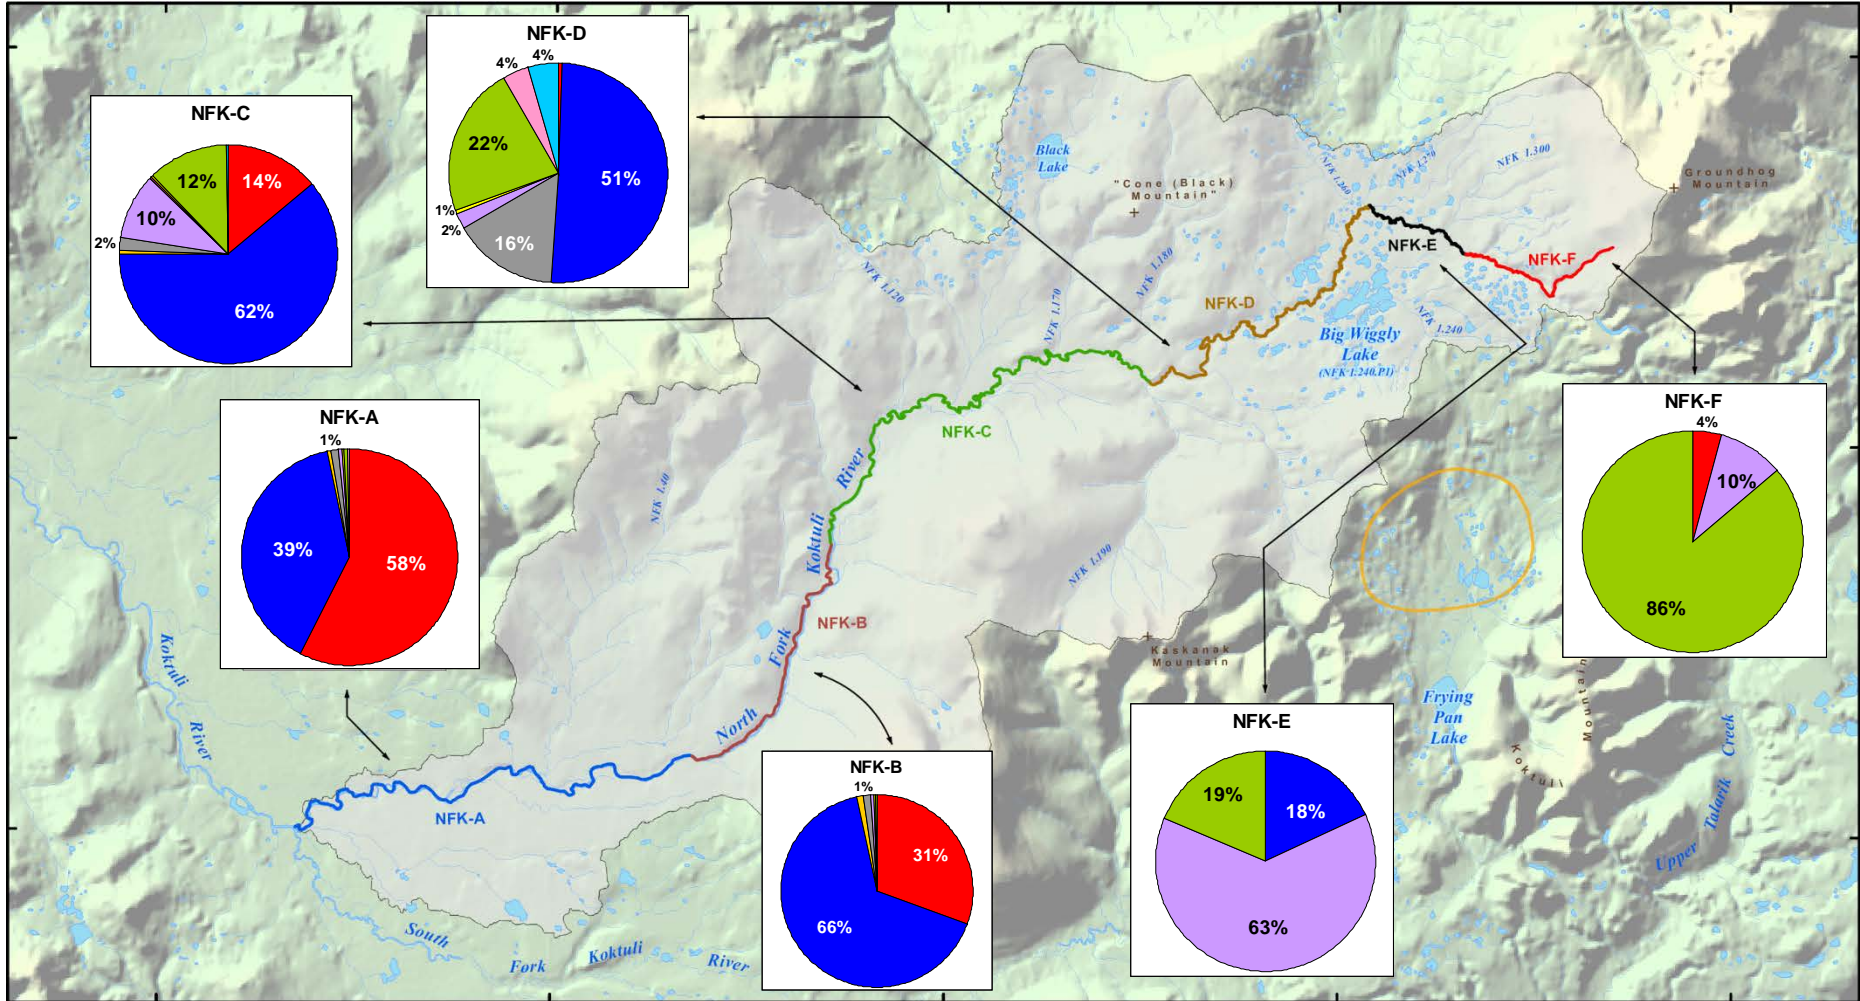 NFK-D
4%
4%
51%
22%
1%
2%
16%
NFK-C
14%
12%
10%
2%
62%
NFK-A
1%
39%
58%
NFK-F
4%
10%
86%
NFK-B
1%
31%
66%
NFK-E
19%
18%
63%
Black
Lake
"Cone (Black)
Mountain"
NFK 1.260
NFK 1.270
NFK 1.300
Groundhog
Mountain
NFK-E
NFK-F
NFK 1.120
NFK 1.180
NFK 1.170
NFK-D
Big Wiggly
Lake
(NFK 1.240.P1)
NFK 1.240
NFK-C
River
NFK 1.40
Koktuli
NFK 1.190
NFK-B
Fork
Kaskanak
Mountain
North
NFK-A
Koktuli
River
Frying
Pan
Lake
Koktuli
Mountain
Creek
Talarik
Upper
South
Fork
Koktuli
River